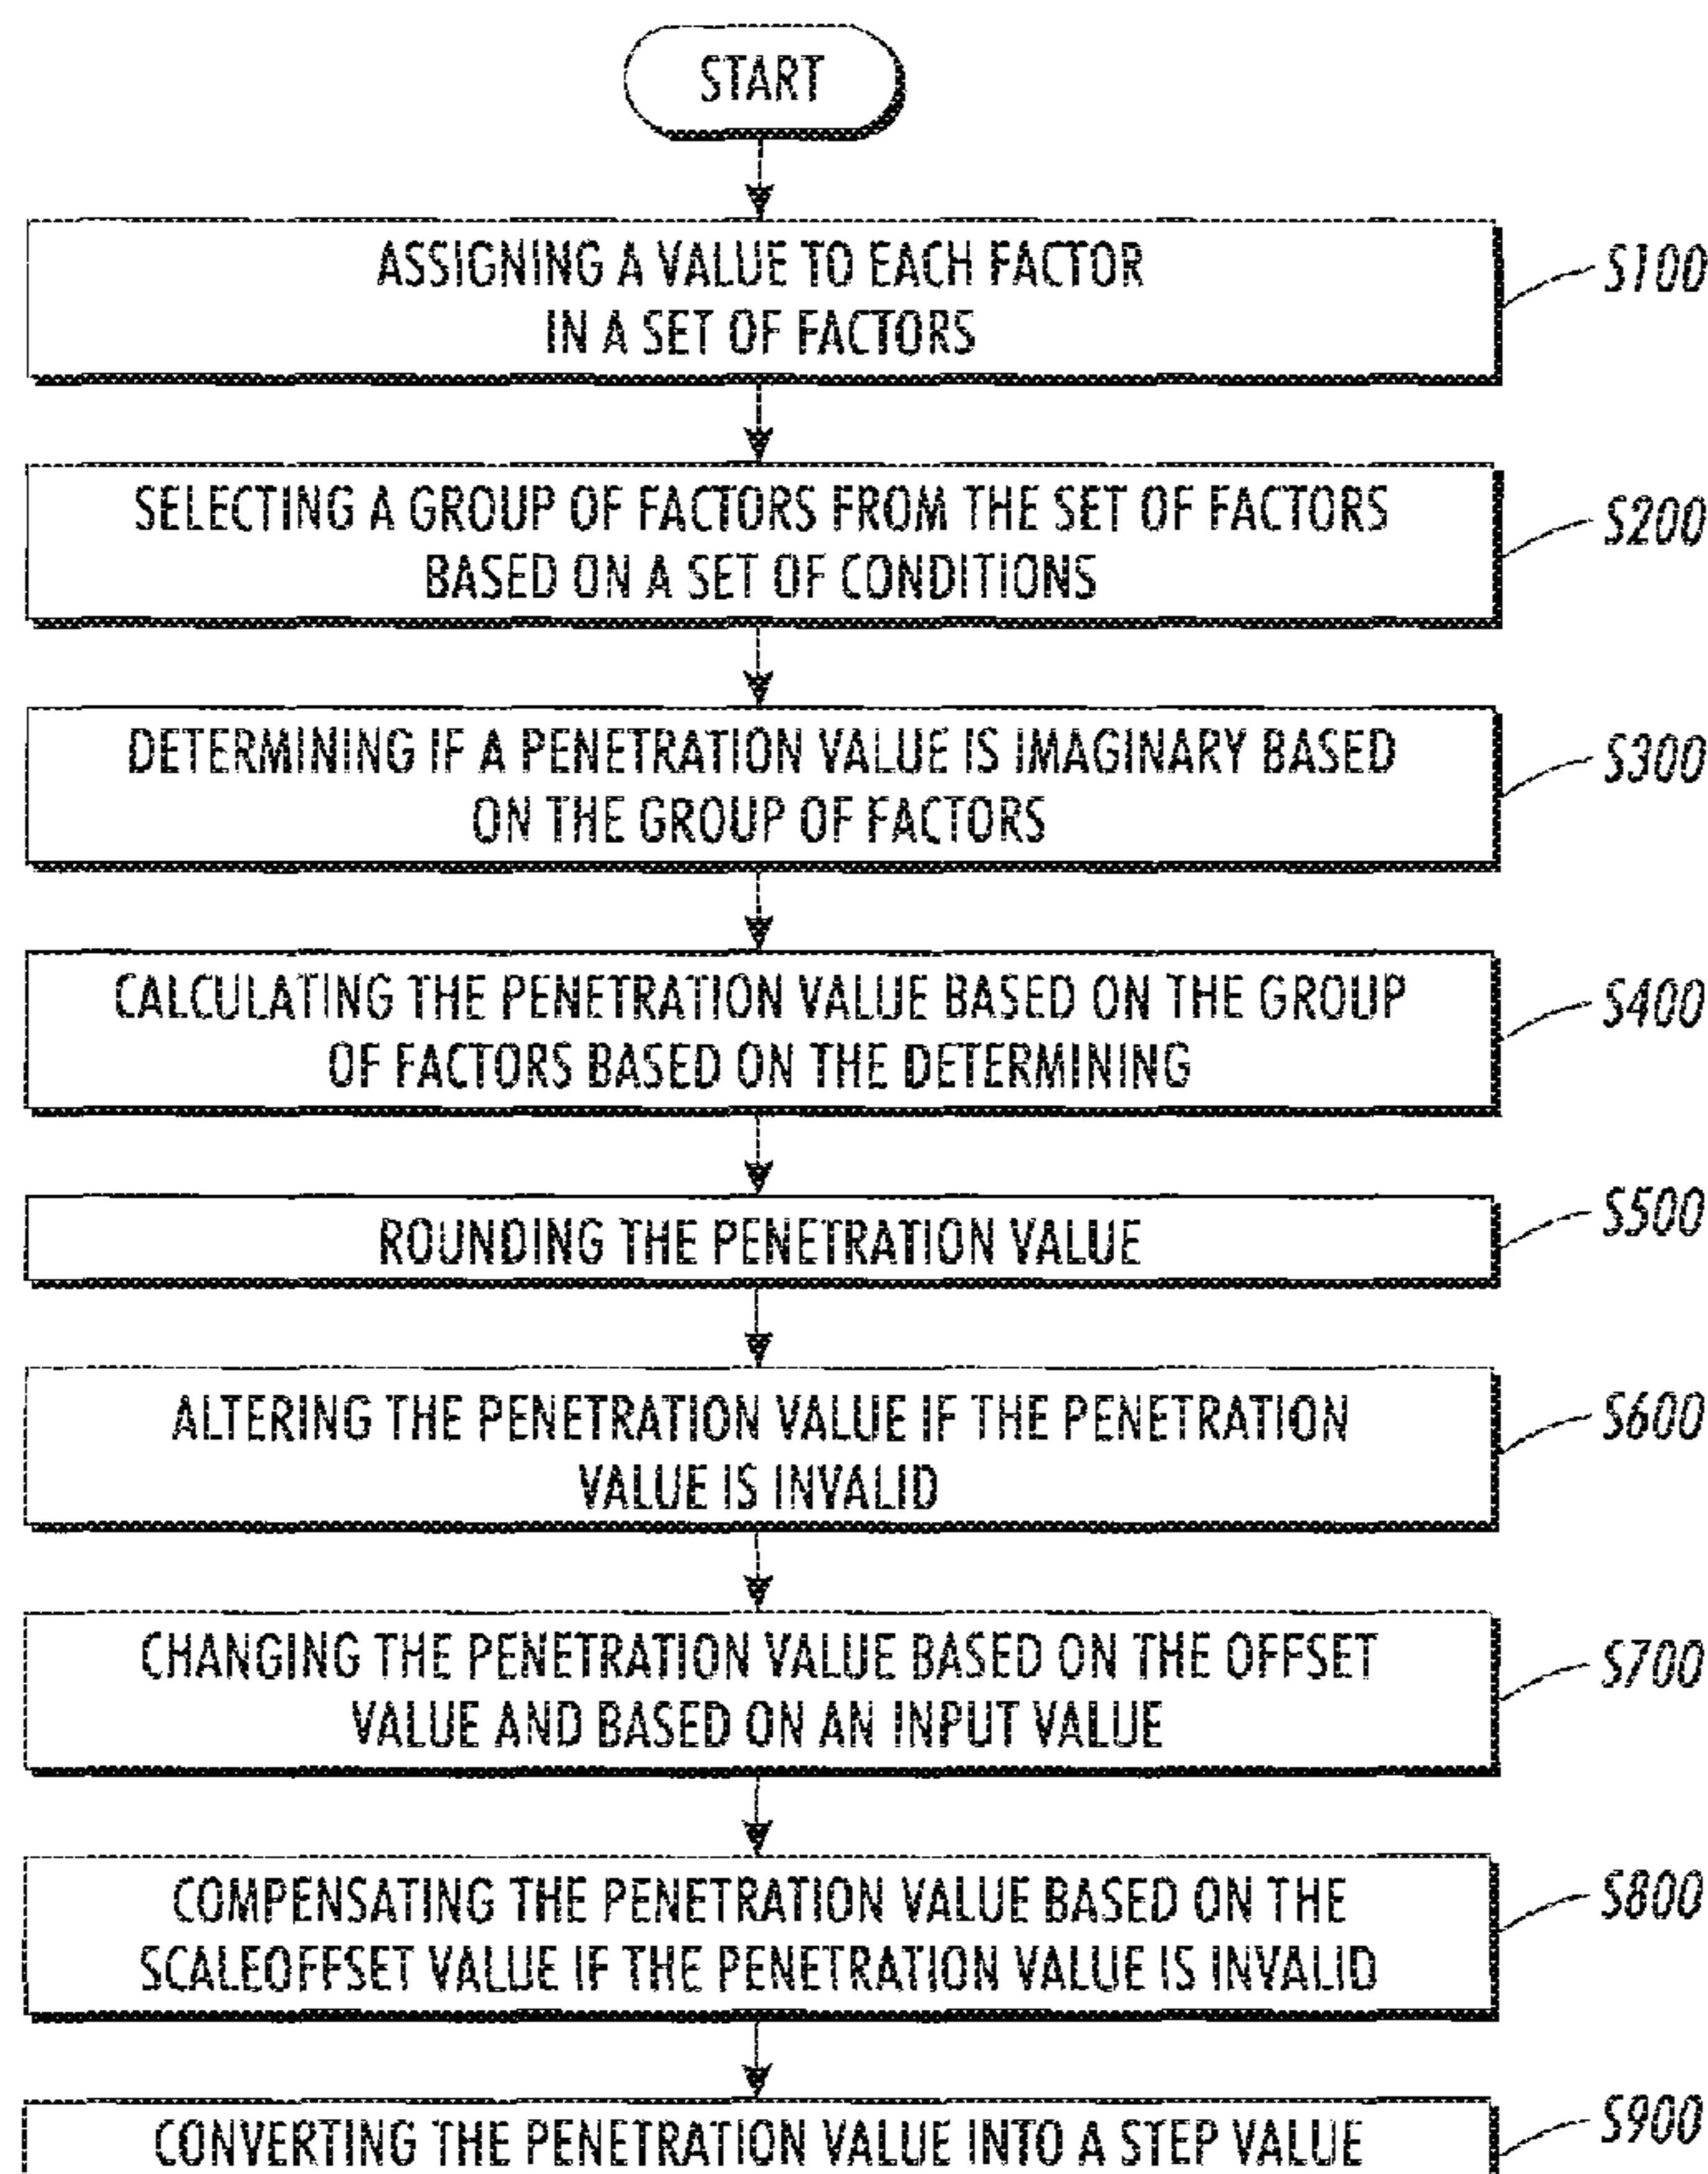 START
ASSIGNING A VALUE TO EACH FACTOR
IN A SET OF FACTORS
S100
SELECTING A GROUP OF FACTORS FROM THE SET OF FACTORS
BASED ON A SET OF CONDITIONS
S200
DETERMINING IF A PENETRATION VALUE IS IMAGINARY BASED
ON THE GROUP OF FACTORS
S300
CALCULATING THE PENETRATION VALUE BASED ON THE GROUP
OF FACTORS BASED ON THE DETERMINING
S400
ROUNDING THE PENETRATION VALUE
S500
ALTERING THE PENETRATION VALUE IF THE PENETRATION
VALUE IS INVALID
S600
CHANGING THE PENETRATION VALUE BASED ON THE OFFSET
VALUE AND BASED ON AN INPUT VALUE
S700
COMPENSATING THE PENETRATION VALUE BASED ON THE
SCALEOFFSET VALUE IF THE PENETRATION VALUE IS INVALID
S800
CONVERTING THE PENETRATION VALUE INTO A STEP VALUE
S900